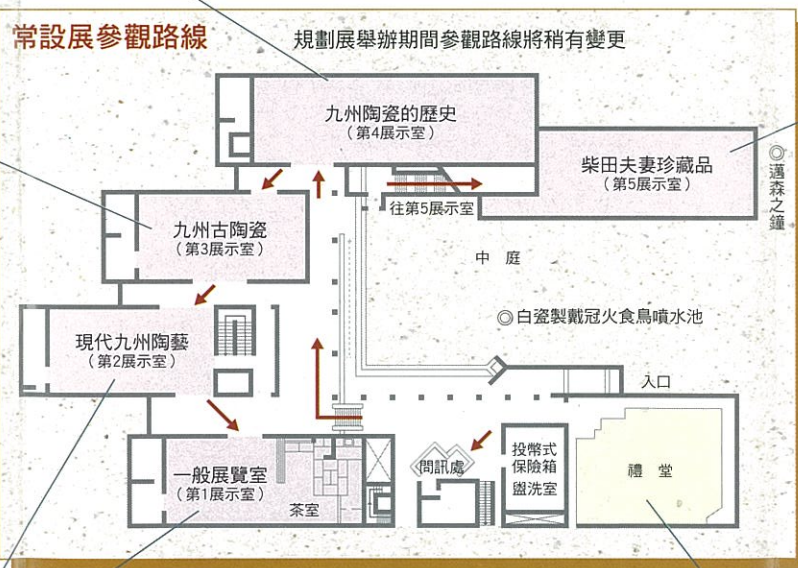 常設展參觀路線
規劃展舉辦期間參觀路線將稍有變更
九州陶瓷的歷史
（第4展示室）
柴田夫妻珍藏品
（第5展示室）
◎邁森之鐘
往第5展示室
九州古陶瓷
（第3展示室）
中 庭
◎白瓷製戴冠火食鳥噴水池
現代九州陶藝
（第2展示室）
入口
一般展覽室
（第1展示室）
茶室
問訊處
投幣式
保險箱
盥洗室
禮 堂